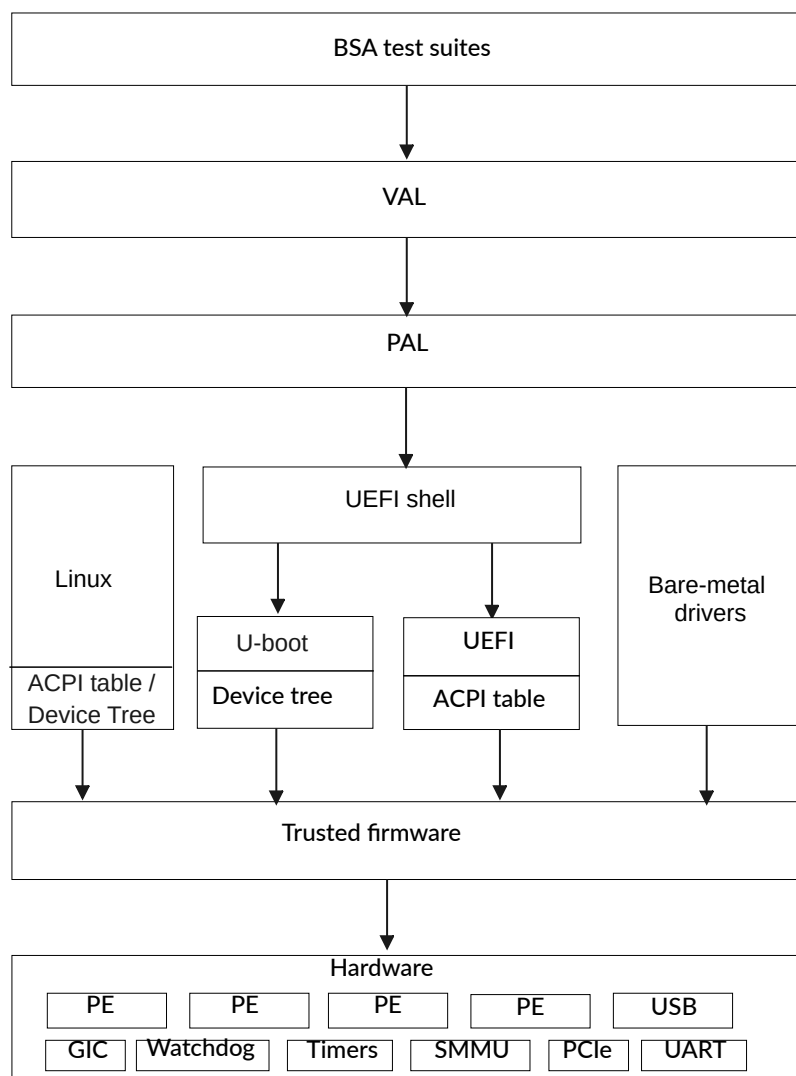 BSA test suites
VAL
PAL
UEFI shell
Linux
Bare-metal
drivers
U-boot
UEFI
ACPI table /
Device Tree
Device tree
ACPI table
Trusted firmware
Hardware
PE
PE
PE
PE
USB
GIC
Watchdog
Timers
SMMU
PCIe
UART